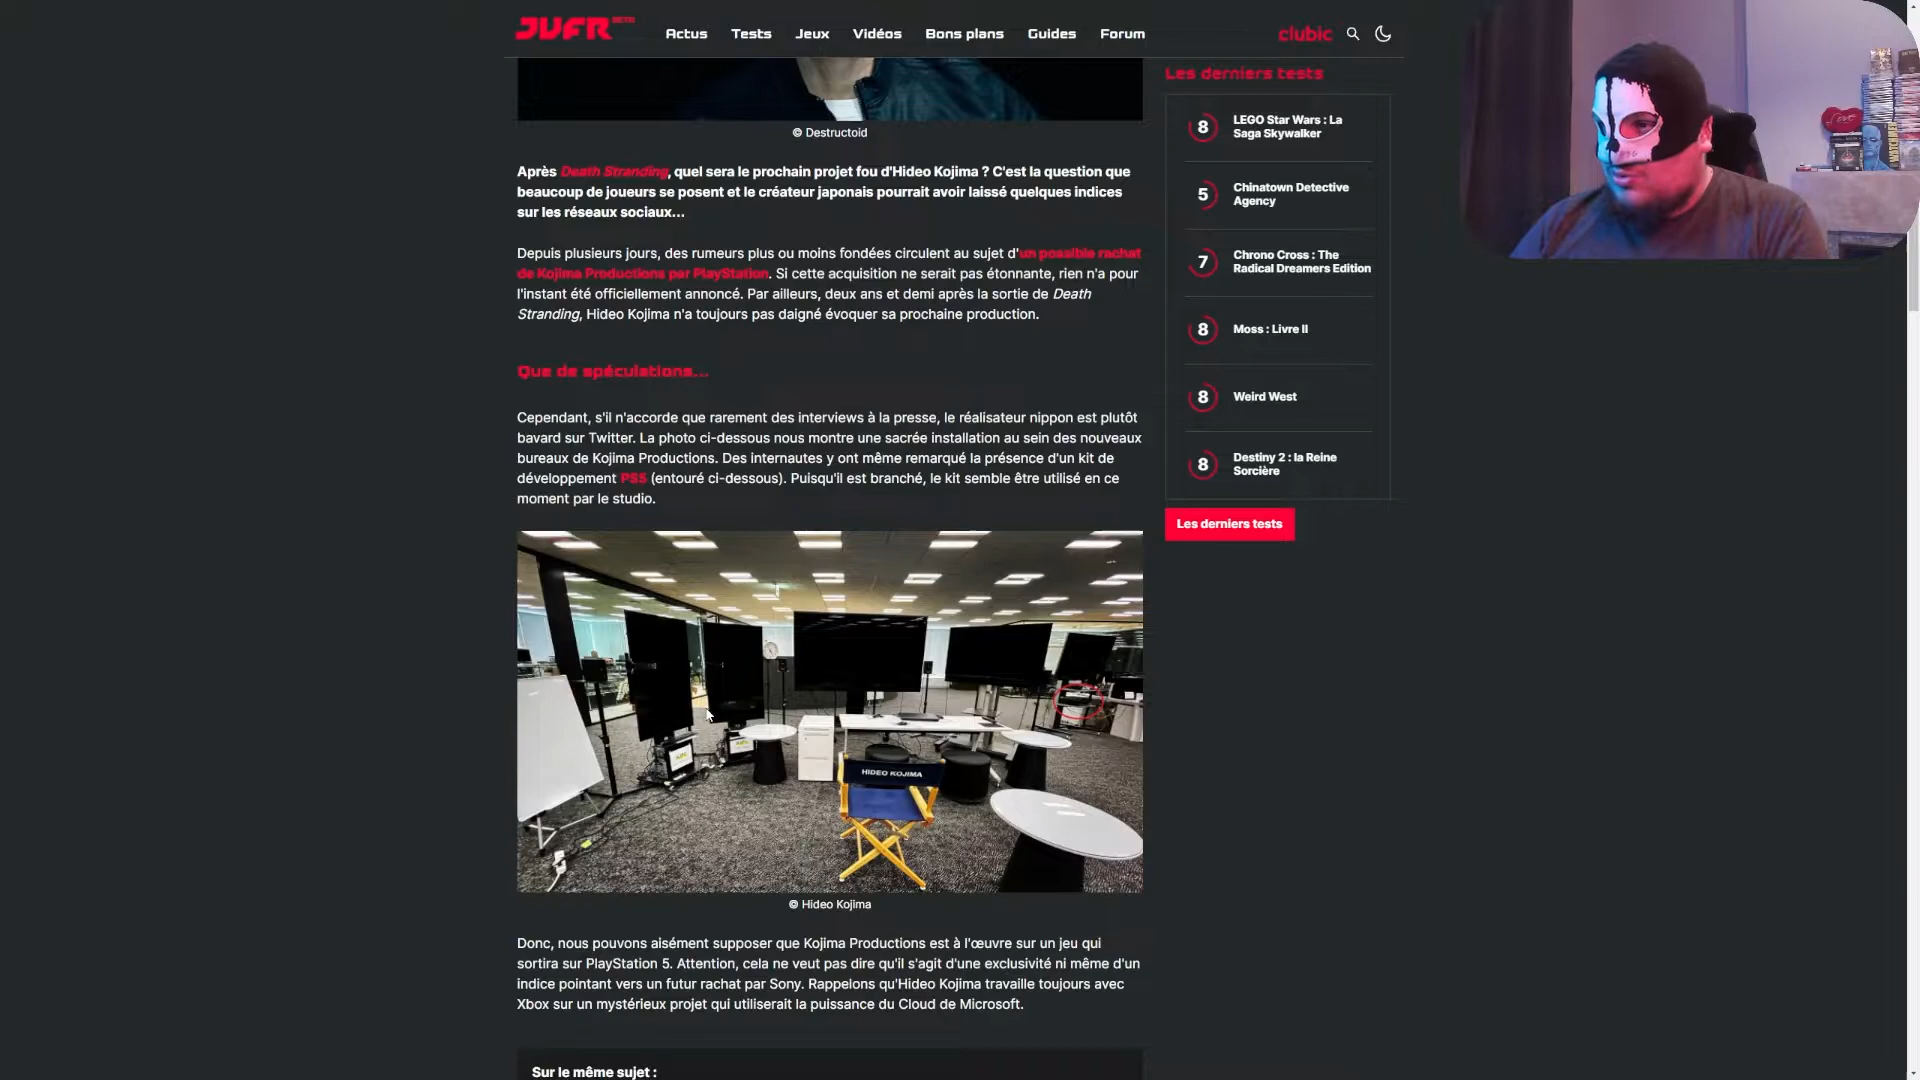 JVFR BETA
Actus Tests Jeux Vidéos Bons plans Guides Forum
clubic
© Destructoid
Après Death Stranding, quel sera le prochain projet fou d'Hideo Kojima ? C'est la question que
beaucoup de joueurs se posent et le créateur japonais pourrait avoir laissé quelques indices
sur les réseaux sociaux...
Depuis plusieurs jours, des rumeurs plus ou moins fondées circulent au sujet d'un possible rachat
de Kojima Productions par PlayStation. Si cette acquisition ne serait pas étonnante, rien n'a pour
l'instant été officiellement annoncé. Par ailleurs, deux ans et demi après la sortie de Death
Stranding, Hideo Kojima n'a toujours pas daigné évoquer sa prochaine production.
Que de spéculations...
Cependant, s'il n'accorde que rarement des interviews à la presse, le réalisateur nippon est plutôt
bavard sur Twitter. La photo ci-dessous nous montre une sacrée installation au sein des nouveaux
bureaux de Kojima Productions. Des internautes y ont même remarqué la présence d'un kit de
développement PS5 (entouré ci-dessous). Puisqu'il est branché, le kit semble être utilisé en ce
moment par le studio.
HIDEO KOJIMA
© Hideo Kojima
Donc, nous pouvons aisément supposer que Kojima Productions est à l'œuvre sur un jeu qui
sortira sur PlayStation 5. Attention, cela ne veut pas dire qu'il s'agit d'une exclusivité ni même d'un
indice pointant vers un futur rachat par Sony. Rappelons qu'Hideo Kojima travaille toujours avec
Xbox sur un mystérieux projet qui utiliserait la puissance du Cloud de Microsoft.
Sur le même sujet :
Les derniers tests
8 LEGO Star Wars : La
Saga Skywalker
5 Chinatown Detective
Agency
7 Chrono Cross : The
Radical Dreamers Edition
8 Moss : Livre II
8 Weird West
8 Destiny 2 : la Reine
Sorcière
Les derniers tests